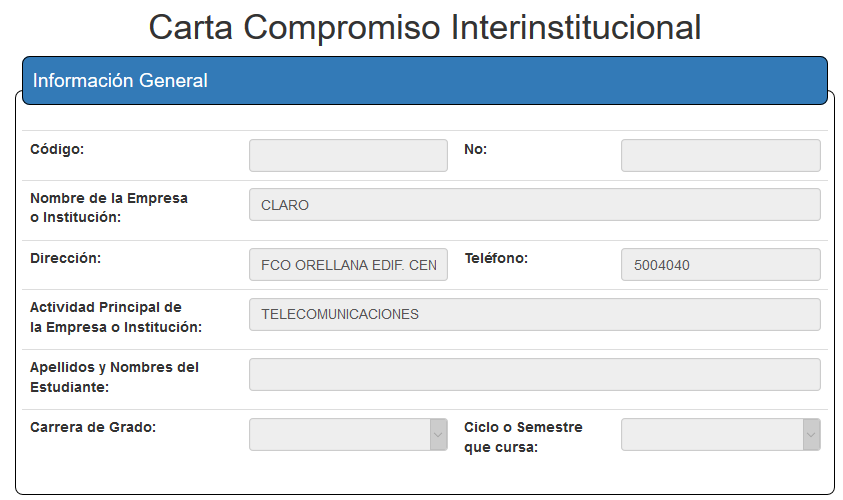 Carta Compromiso Interinstitucional
Información General
Código:
No:
Nombre de la Empresa
o Institución:
CLARO
Dirección:
FCO ORELLANA EDIF. CEN
Teléfono:
5004040
Actividad Principal de
la Empresa o Institución:
TELECOMUNICACIONES
Apellidos y Nombres del
Estudiante:
Carrera de Grado:
Ciclo o Semestre
que cursa: